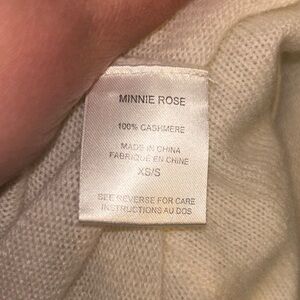 MINNIE ROSE
100% CASHMERE
MADE IN CHINA
FABRIQUE EN CHINE
XS/S
SEE REVERSE FOR CARE
INSTRUCTIONS AU DOS